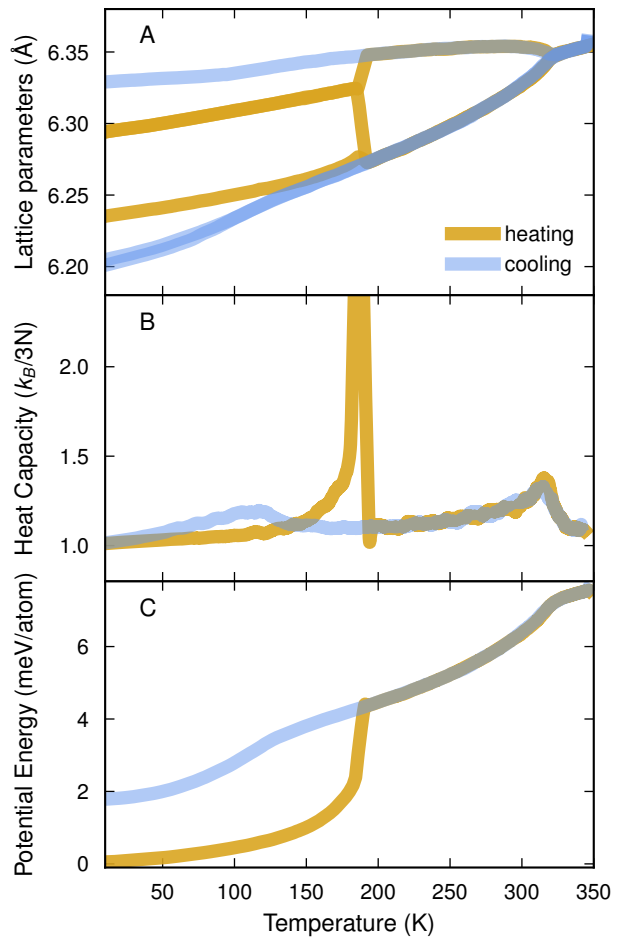 A
Lattice parameters (Å)
6.35
6.30
6.25
6.20
heating
cooling
B
Heat Capacity (k_B/3N)
2.0
1.5
1.0
C
Potential Energy (meV/atom)
6
4
2
0
50 100 150 200 250 300 350
Temperature (K)